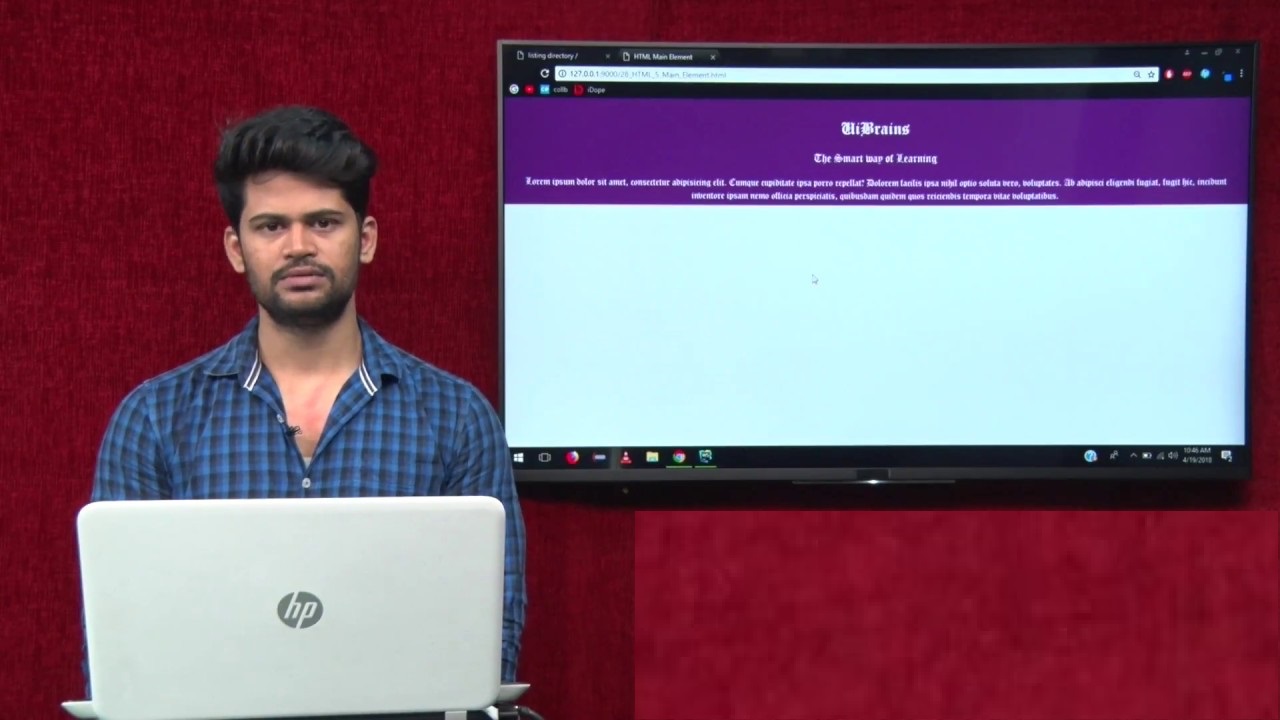 listing directory /
HTML Main Element
127.0.0.1:9000/28_HTML_5_Main_Element.html
collb
iDope
UiBrains
The Smart way of Learning
Lorem ipsum dolor sit amet, consectetur adipisicing elit. Cumque cupiditate ipsa porro repellat? Dolorem facilis ipsa nihil optio soluta vero, voluptates. Ab adipisci eligendi fugiat, fugit hic, incidunt
inventore ipsam nemo officia perspiciatis, quibusdam quidem quos reiciendis tempora vitae voluptatibus.
10:46 AM
4/19/2018
hp